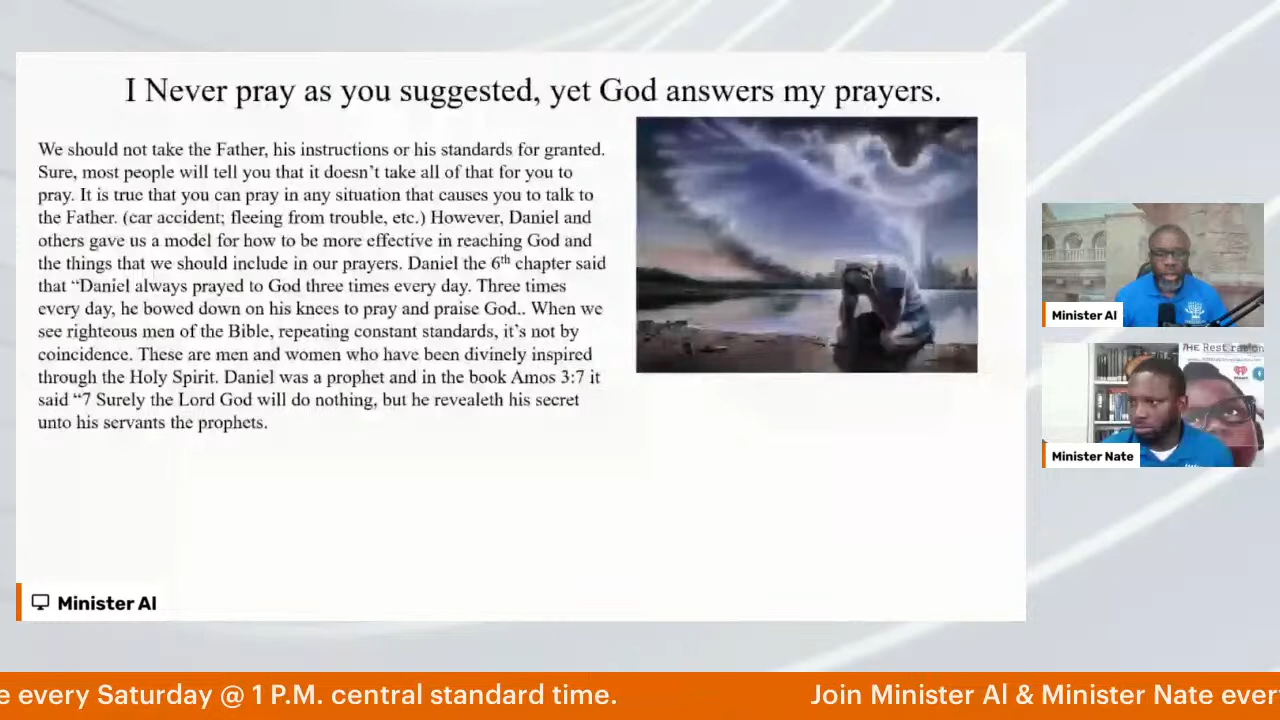 I Never pray as you suggested, yet God answers my prayers.
We should not take the Father, his instructions or his standards for granted.
Sure, most people will tell you that it doesn't take all of that for you to
pray. It is true that you can pray in any situation that causes you to talk to
the Father. (car accident; fleeing from trouble, etc.) However, Daniel and
others gave us a model for how to be more effective in reaching God and
the things that we should include in our prayers. Daniel the 6th chapter said
that “Daniel always prayed to God three times every day. Three times
every day, he bowed down on his knees to pray and praise God.. When we
see righteous men of the Bible, repeating constant standards, it's not by
coincidence. These are men and women who have been divinely inspired
through the Holy Spirit. Daniel was a prophet and in the book Amos 3:7 it
said “7 Surely the Lord God will do nothing, but he revealeth his secret
unto his servants the prophets.
Minister Al
THE Restoration
Minister Nate
Minister Al
e every Saturday @ 1 P.M. central standard time.
Join Minister Al & Minister Nate ever